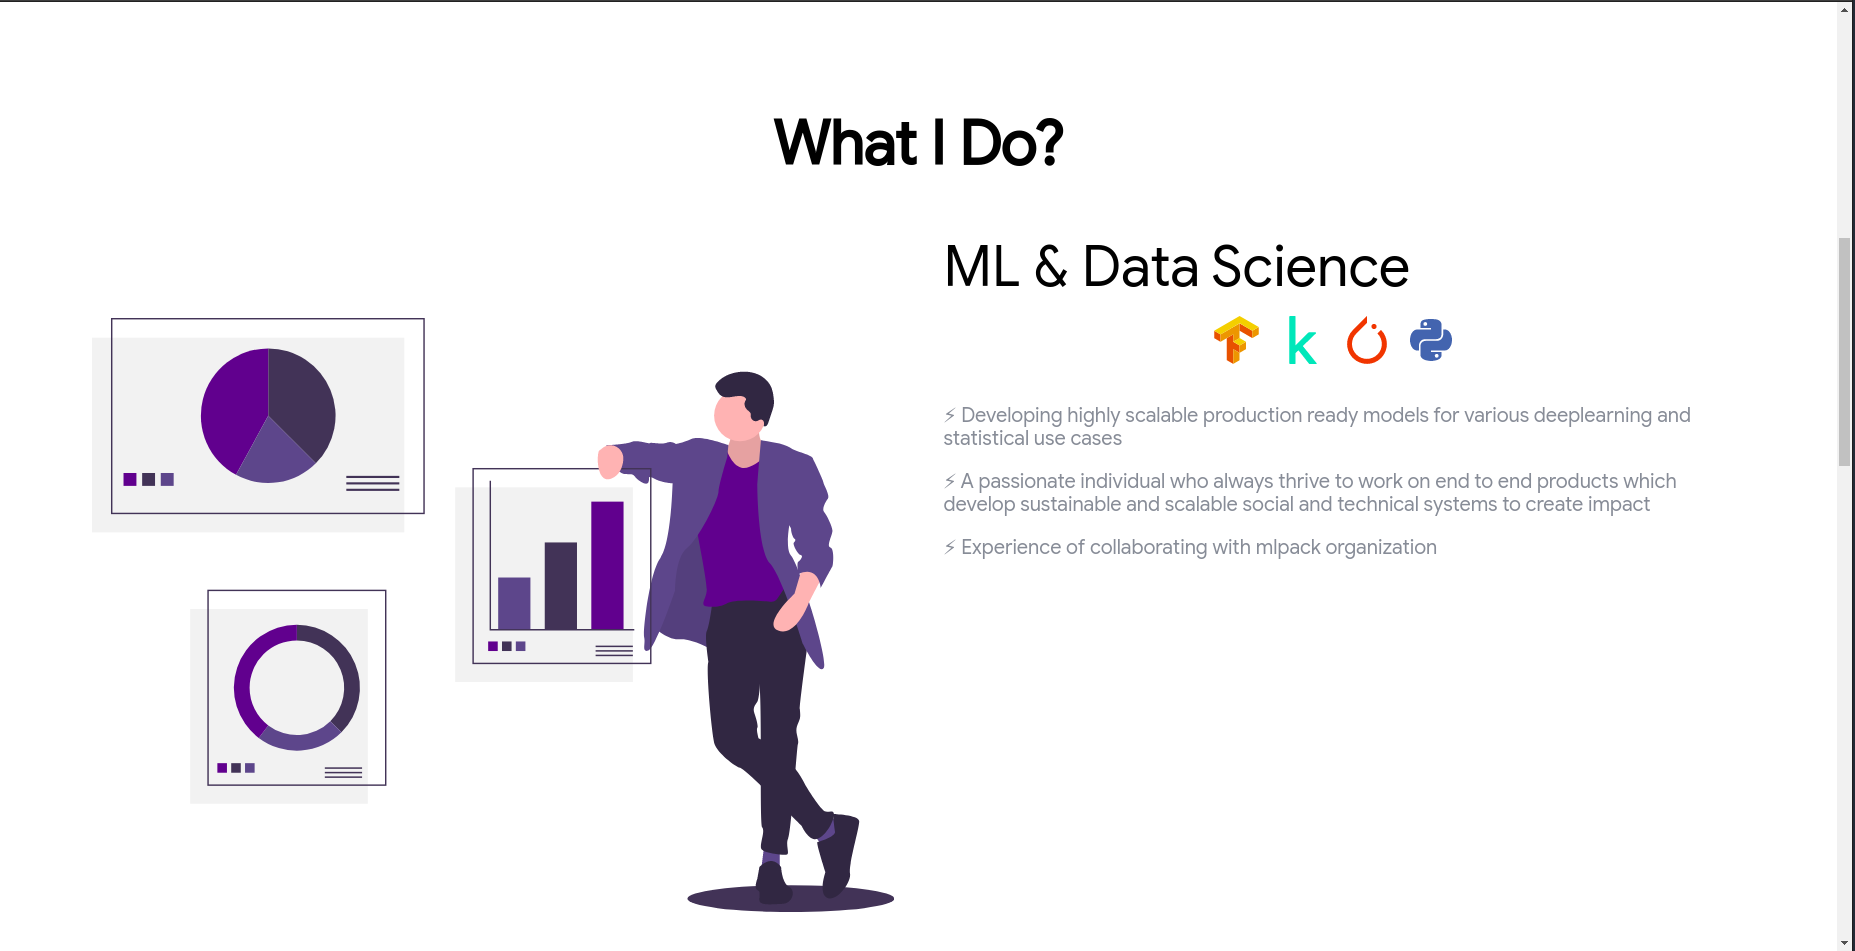 What I Do?
ML & Data Science
k
⚡ Developing highly scalable production ready models for various deeplearning and
statistical use cases
⚡ A passionate individual who always thrive to work on end to end products which
develop sustainable and scalable social and technical systems to create impact
⚡ Experience of collaborating with mlpack organization